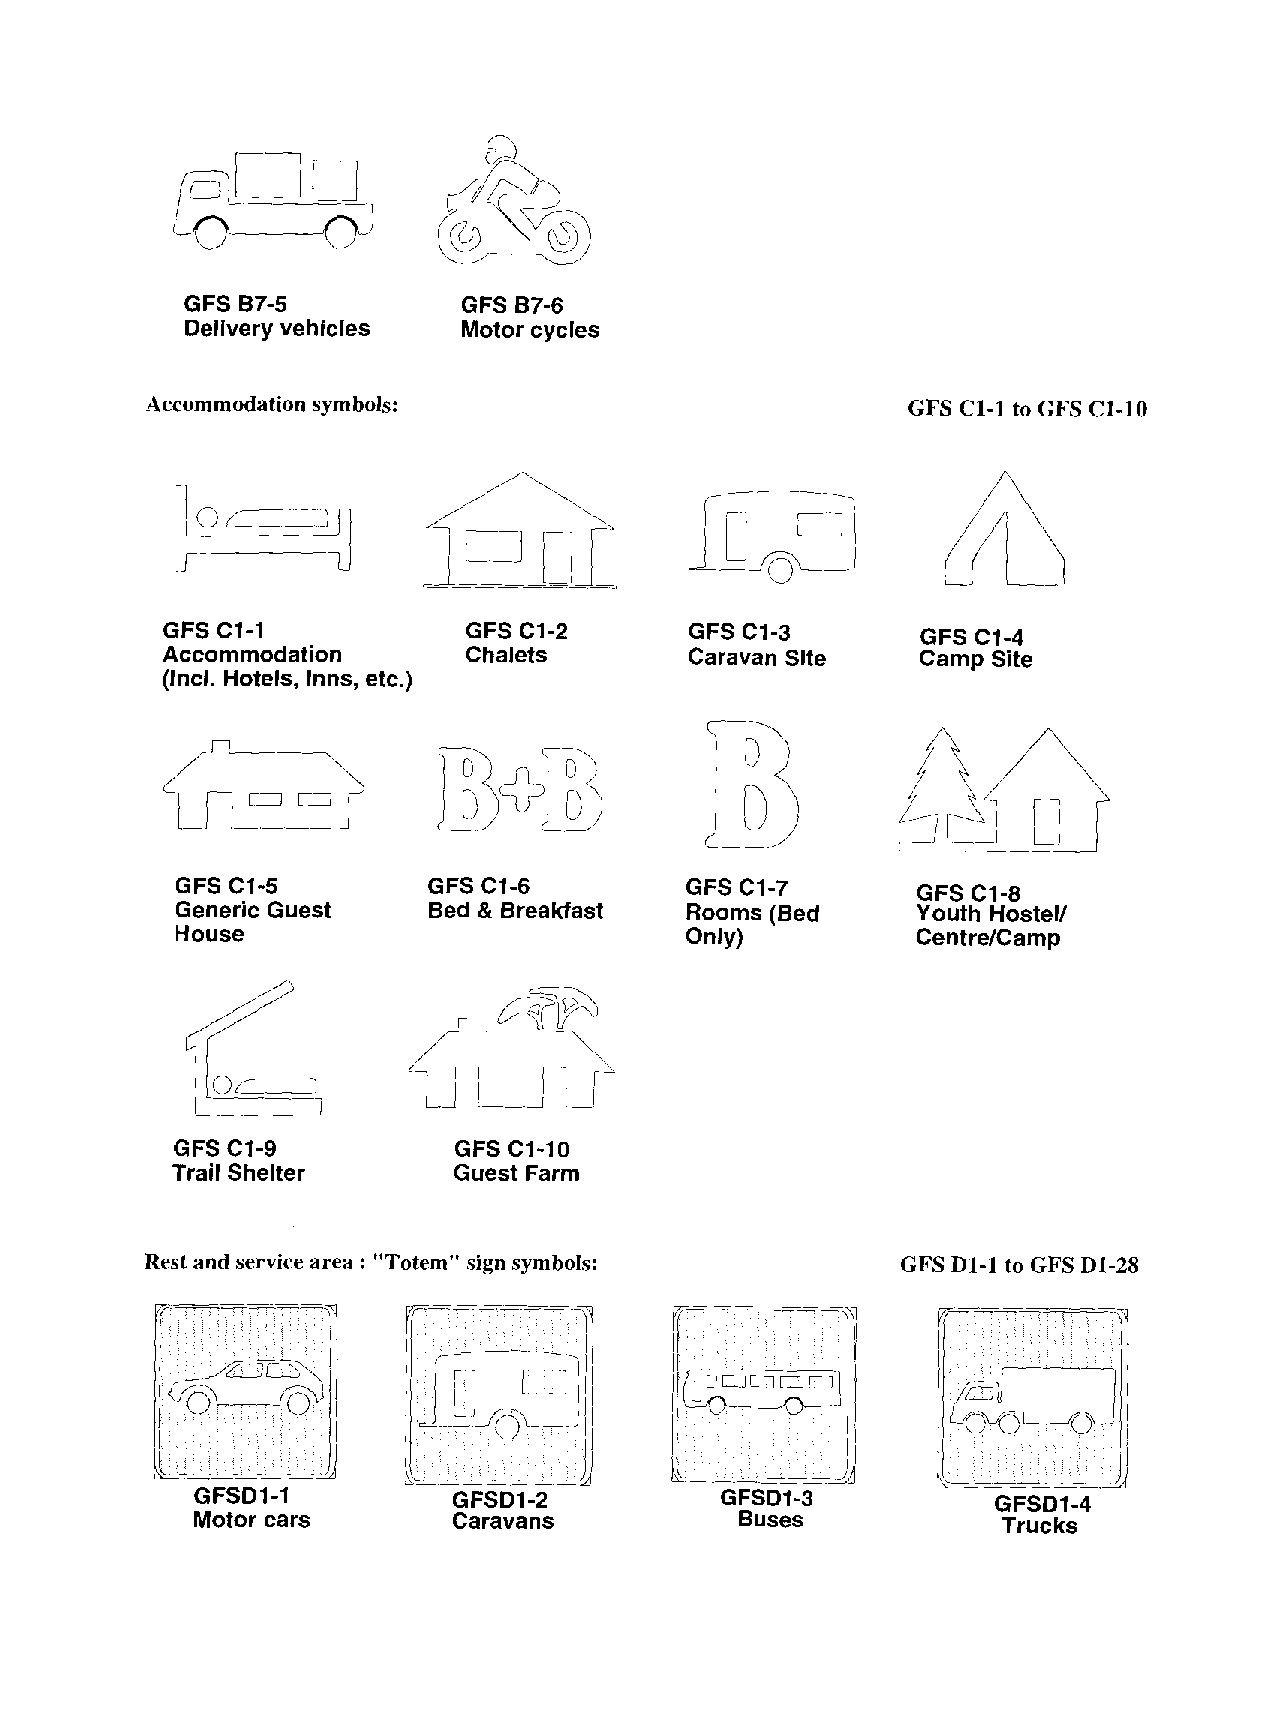 GFS B7-5
Delivery vehicles
GFS B7-6
Motor cycles
Accommodation symbols:
GFS C1-1 to GFS C1-10
GFS C1-1
Accommodation
(Incl. Hotels, Inns, etc.)
GFS C1-2
Chalets
GFS C1-3
Caravan Site
GFS C1-4
Camp Site
B+B
B
GFS C1-5
Generic Guest
House
GFS C1-6
Bed & Breakfast
GFS C1-7
Rooms (Bed
Only)
GFS C1-8
Youth Hostel/
Centre/Camp
GFS C1-9
Trail Shelter
GFS C1-10
Guest Farm
Rest and service area : "Totem" sign symbols:
GFS D1-1 to GFS D1-28
GFSD1-1
Motor cars
GFSD1-2
Caravans
GFSD1-3
Buses
GFSD1-4
Trucks